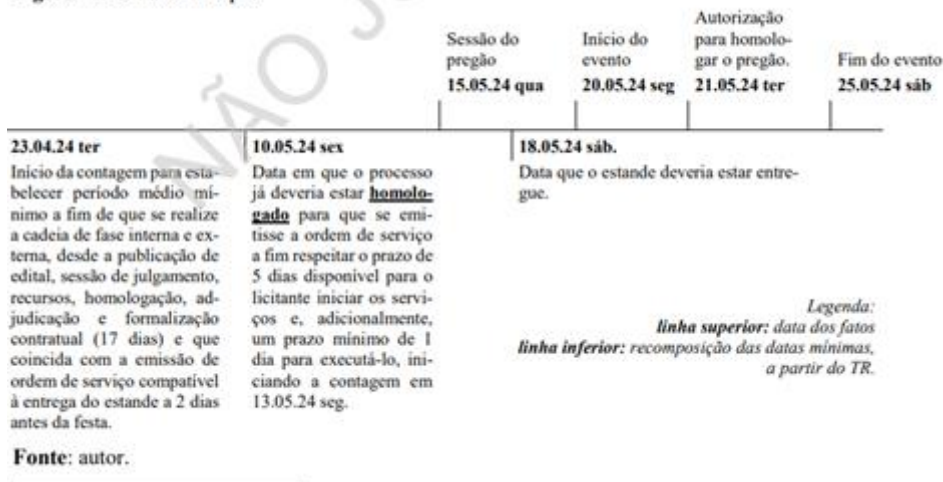 NÃO J
Sessão do
pregão
15.05.24 qua
Início do
evento
20.05.24 seg
Autorização
para homolo-
gar o pregão.
21.05.24 ter
Fim do evento
25.05.24 sáb
23.04.24 ter
Início da contagem para esta-
belecer período médio mí-
nimo a fim de que se realize
a cadeia de fase interna e ex-
terna, desde a publicação de
edital, sessão de julgamento,
recursos, homologação, ad-
judicação e formalização
contratual (17 dias) e que
coincida com a emissão de
ordem de serviço compatível
à entrega do estande a 2 dias
antes da festa.
10.05.24 sex
Data em que o processo
já deveria estar homolo-
gado para que se emi-
tisse a ordem de serviço
a fim respeitar o prazo de
5 dias disponível para o
licitante iniciar os servi-
ços e, adicionalmente,
um prazo mínimo de 1
dia para executá-lo, ini-
ciando a contagem em
13.05.24 seg.
18.05.24 sáb.
Data que o estande deveria estar entre-
gue.
Legenda:
linha superior: data dos fatos
linha inferior: recomposição das datas mínimas,
a partir do TR.
Fonte: autor.